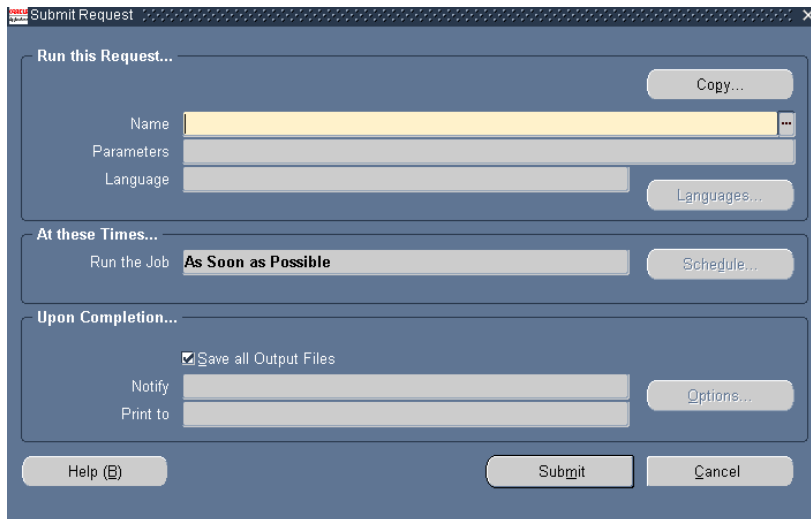 Submit Request
Run this Request...
Copy...
Name
Parameters
Language
Languages...
At these Times...
Run the Job As Soon as Possible
Schedule...
Upon Completion...
Save all Output Files
Notify
Options...
Print to
Help (B)
Submit
Cancel